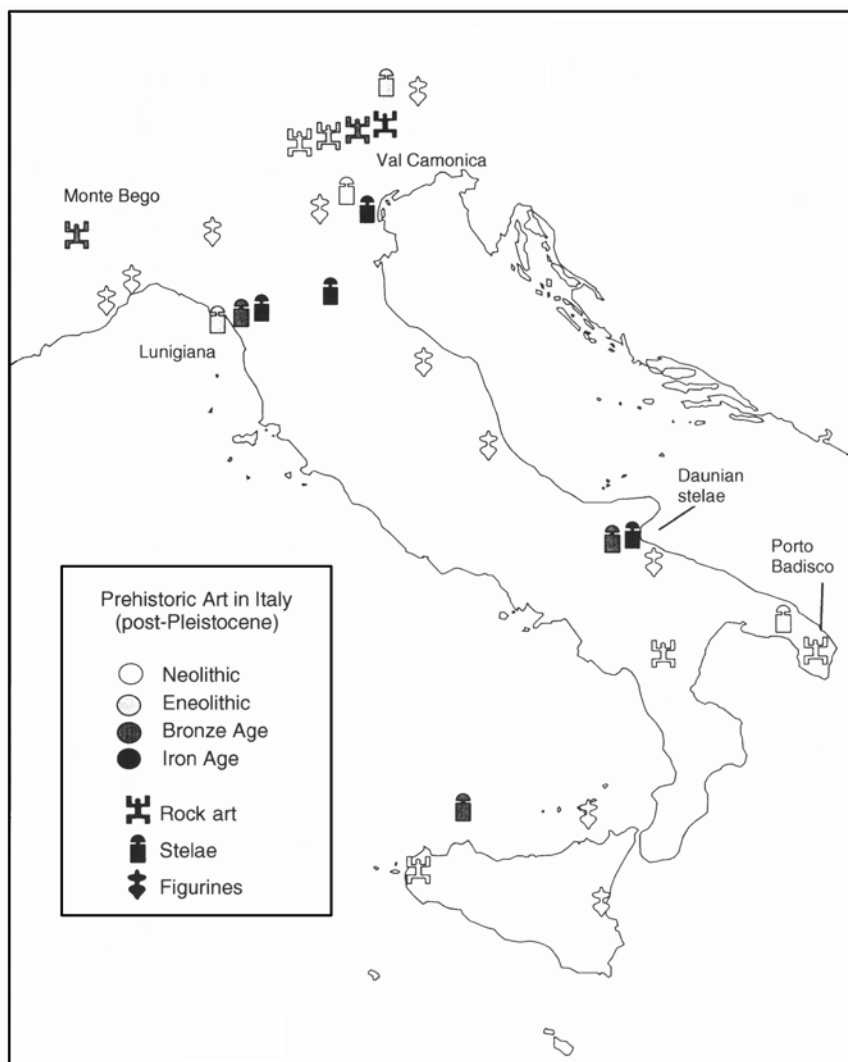 Val Camonica
Monte Bego
Lunigiana
Daunian
stelae
Porto
Badisco
Prehistoric Art in Italy
(post-Pleistocene)
Neolithic
Eneolithic
Bronze Age
Iron Age
Rock art
Stelae
Figurines